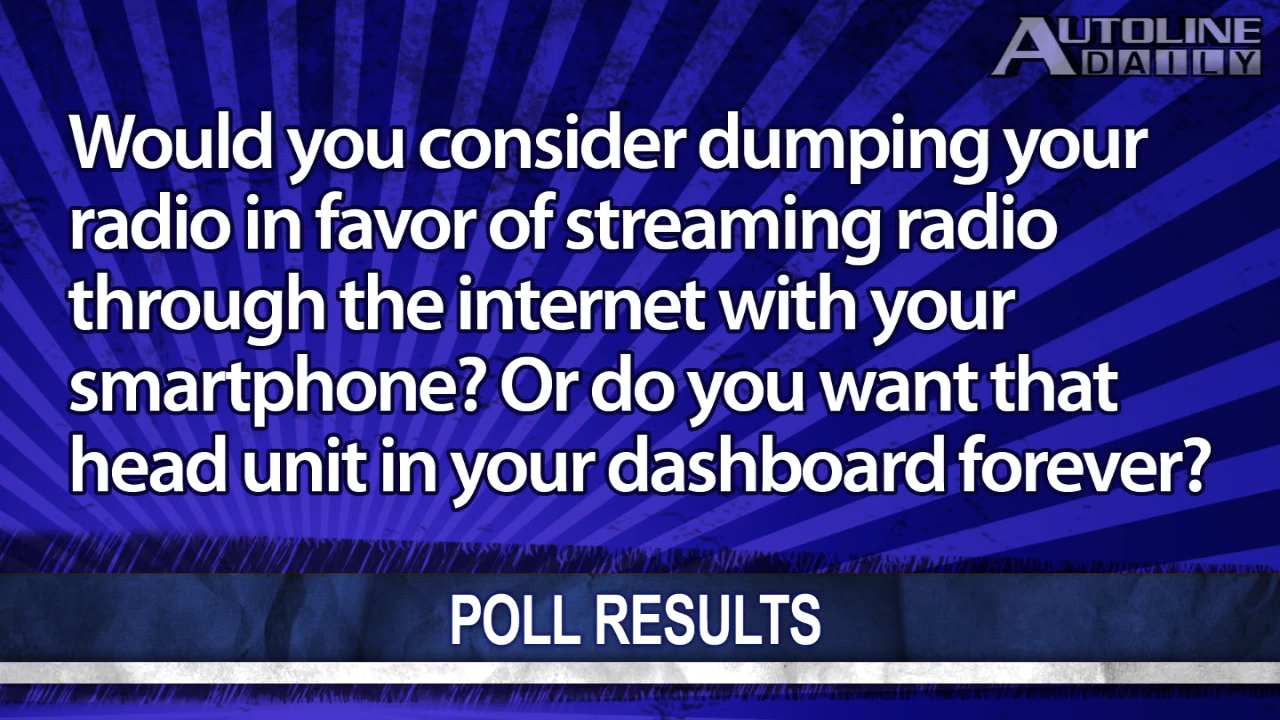 AUTOLINE
DAILY
Would you consider dumping your
radio in favor of streaming radio
through the internet with your
smartphone? Or do you want that
head unit in your dashboard forever?
POLL RESULTS